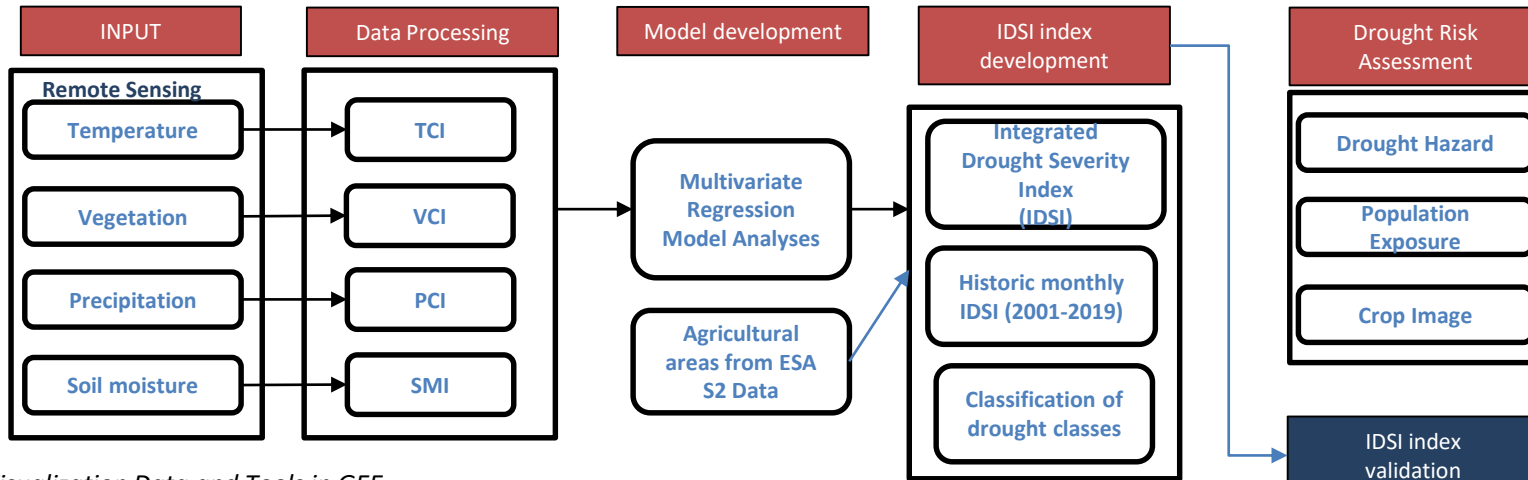 INPUT
Data Processing
Model development
IDSI index
development
Drought Risk
Assessment
Remote Sensing
Temperature
Vegetation
Precipitation
Soil moisture
TCI
VCI
PCI
SMI
Multivariate
Regression
Model Analyses
Agricultural
areas from ESA
S2 Data
Integrated
Drought Severity
Index
(IDSI)
Historic monthly
IDSI (2001-2019)
Classification of
drought classes
Drought Hazard
Population
Exposure
Crop Image
IDSI index
validation